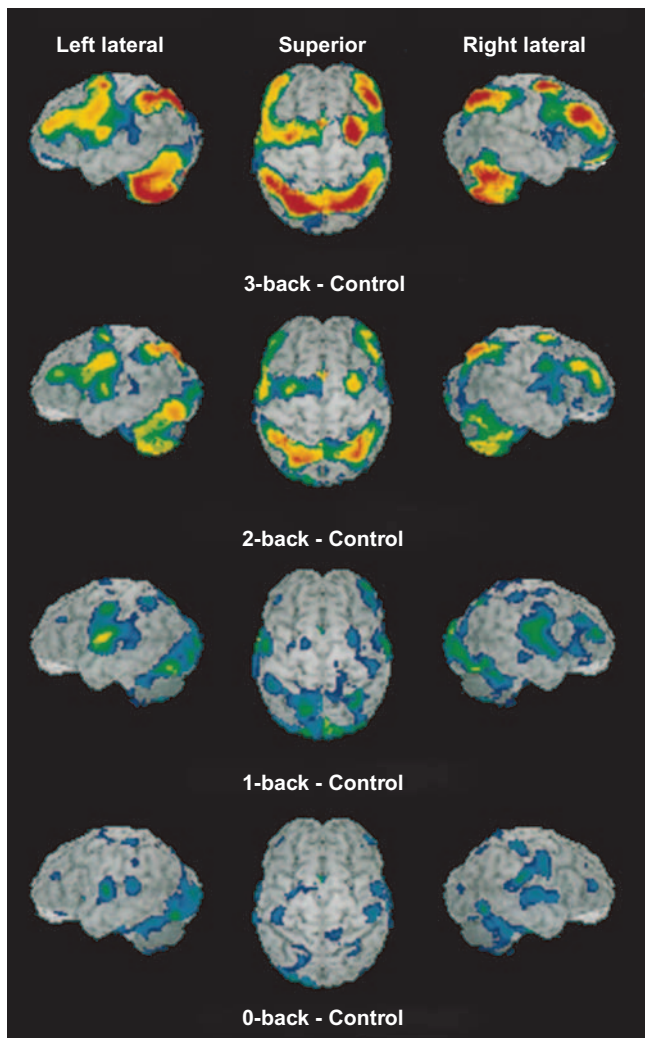 Left lateral Superior Right lateral
3-back - Control
2-back - Control
1-back - Control
0-back - Control